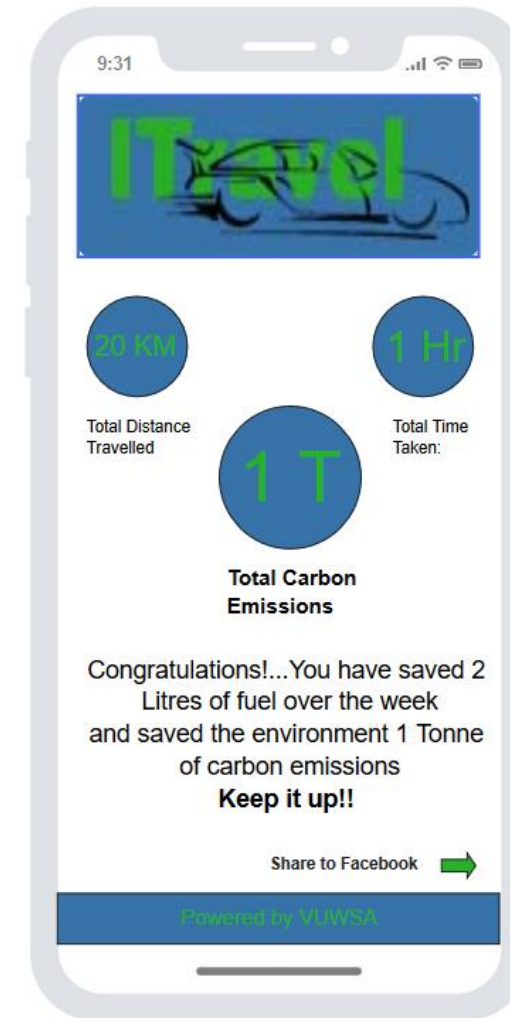 9:31
ITravel
20 KM
1 Hr
Total Distance
Travelled
Total Time
Taken:
1 T
Total Carbon
Emissions
Congratulations!...You have saved 2
Litres of fuel over the week
and saved the environment 1 Tonne
of carbon emissions
Keep it up!!
Share to Facebook
Powered by VUWSA